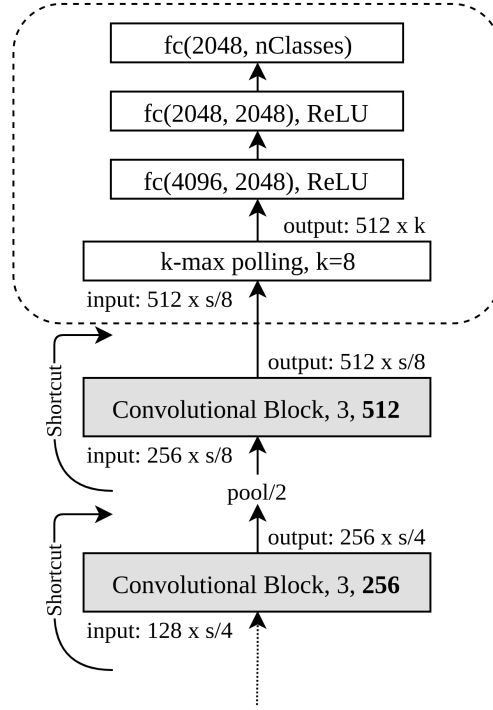 fc(2048, nClasses)
fc(2048, 2048), ReLU
fc(4096, 2048), ReLU
output: 512 x k
k-max polling, k=8
input: 512 x s/8
output: 512 x s/8
Shortcut
Convolutional Block, 3, 512
input: 256 x s/8
pool/2
output: 256 x s/4
Shortcut
Convolutional Block, 3, 256
input: 128 x s/4